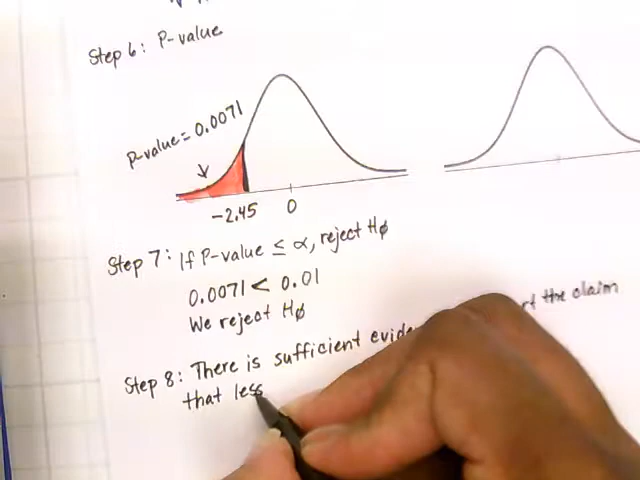 Step 6: P-value
P-value = 0.0071
-2.45 0
Step 7: If P-value ≤ α, reject Hø
0.0071 < 0.01
We reject Hø
Step 8: There is sufficient the claim
that less